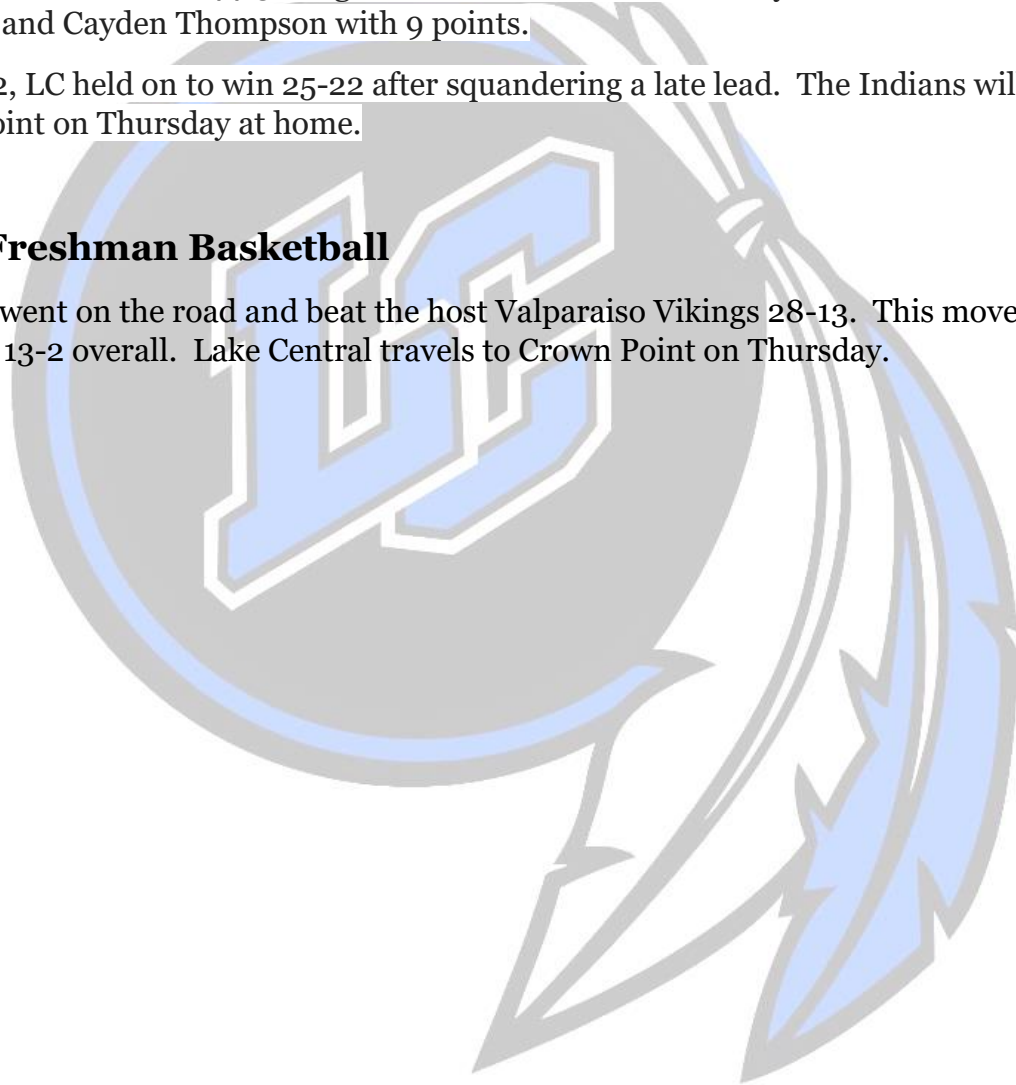 and Cayden Thompson with 9 points.
2, LC held on to win 25-22 after squandering a late lead. The Indians wil
oint on Thursday at home.
Freshman Basketball
went on the road and beat the host Valparaiso Vikings 28-13. This move
13-2 overall. Lake Central travels to Crown Point on Thursday.
LC